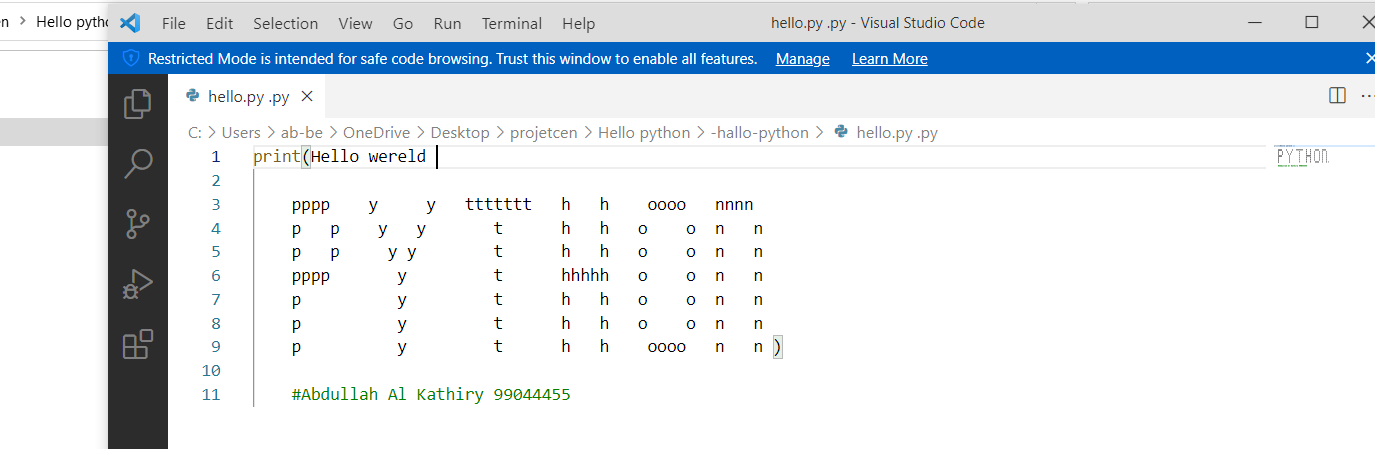 en > Hello pytho File Edit Selection View Go Run Terminal Help hello.py .py - Visual Studio Code
Restricted Mode is intended for safe code browsing. Trust this window to enable all features. Manage Learn More
hello.py .py
C: > Users > ab-be > OneDrive > Desktop > projetcen > Hello python > -hallo-python > hello.py .py
1 print(Hello wereld
2
3     pppp    y     y   ttttttt   h   h    oooo   nnnn
4     p   p    y   y       t      h   h   o    o  n   n
5     p   p     y y        t      h   h   o    o  n   n
6     pppp       y         t      hhhhh   o    o  n   n
7     p          y         t      h   h   o    o  n   n
8     p          y         t      h   h   o    o  n   n
9     p          y         t      h   h    oooo   n   n )
10
11     #Abdullah Al Kathiry 99044455